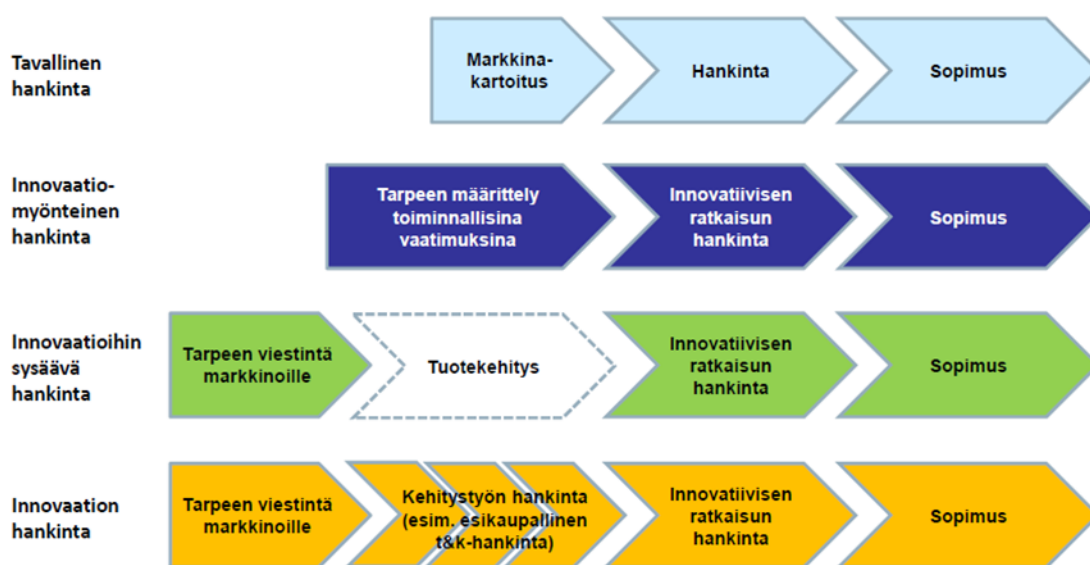 Tavallinen
hankinta
Markkina-
kartoitus
Hankinta
Sopimus
Innovaatio-
myönteinen
hankinta
Tarpeen määrittely
toiminnallisina
vaatimuksina
Innovatiivisen
ratkaisun
hankinta
Sopimus
Innovaatioihin
sysäävä
hankinta
Tarpeen viestintä
markkinoille
Tuotekehitys
Innovatiivisen
ratkaisun
hankinta
Sopimus
Innovaation
hankinta
Tarpeen viestintä
markkinoille
Kehitystyön hankinta
(esim. esikaupallinen
t&k-hankinta)
Innovatiivisen
ratkaisun
hankinta
Sopimus